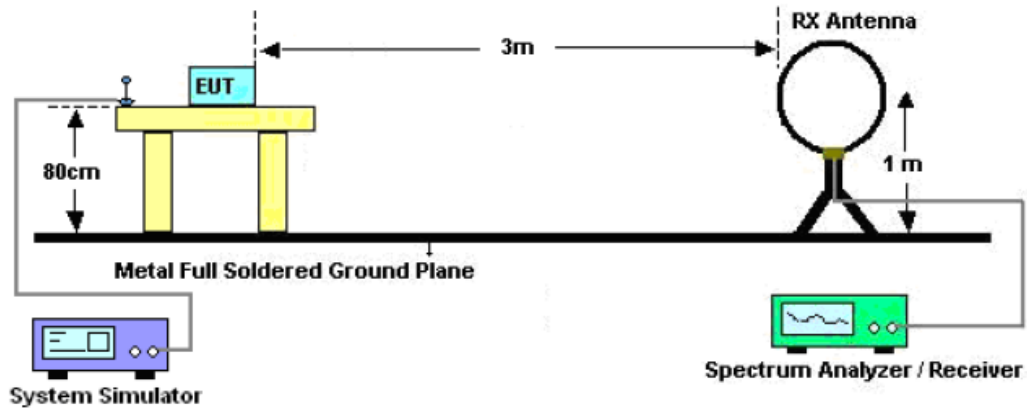 RX Antenna
3m
EUT
80cm
1 m
Metal Full Soldered Ground Plane
System Simulator
Spectrum Analyzer / Receiver